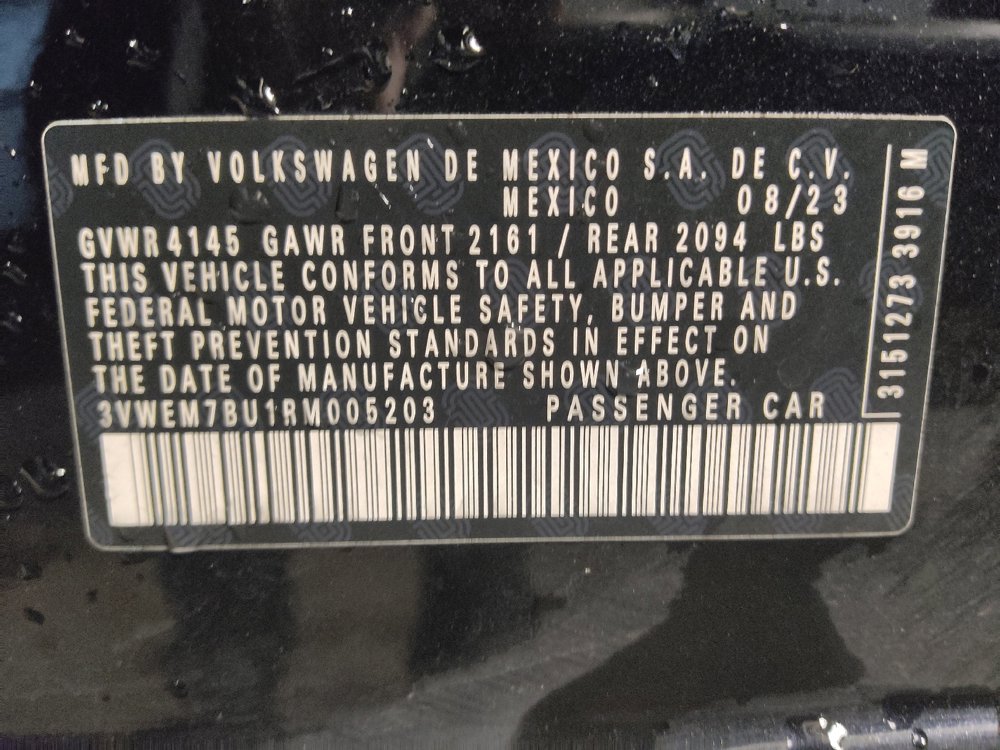 MFD BY VOLKSWAGEN DE MEXICO S.A. DE C.V.
MEXICO 08/23
GVWR 4145 GAWR FRONT 2161 / REAR 2094 LBS
THIS VEHICLE CONFORMS TO ALL APPLICABLE U.S.
FEDERAL MOTOR VEHICLE SAFETY, BUMPER AND
THEFT PREVENTION STANDARDS IN EFFECT ON
THE DATE OF MANUFACTURE SHOWN ABOVE.
3VWEM7BU1RM005203 PASSENGER CAR
3151273 3916 M